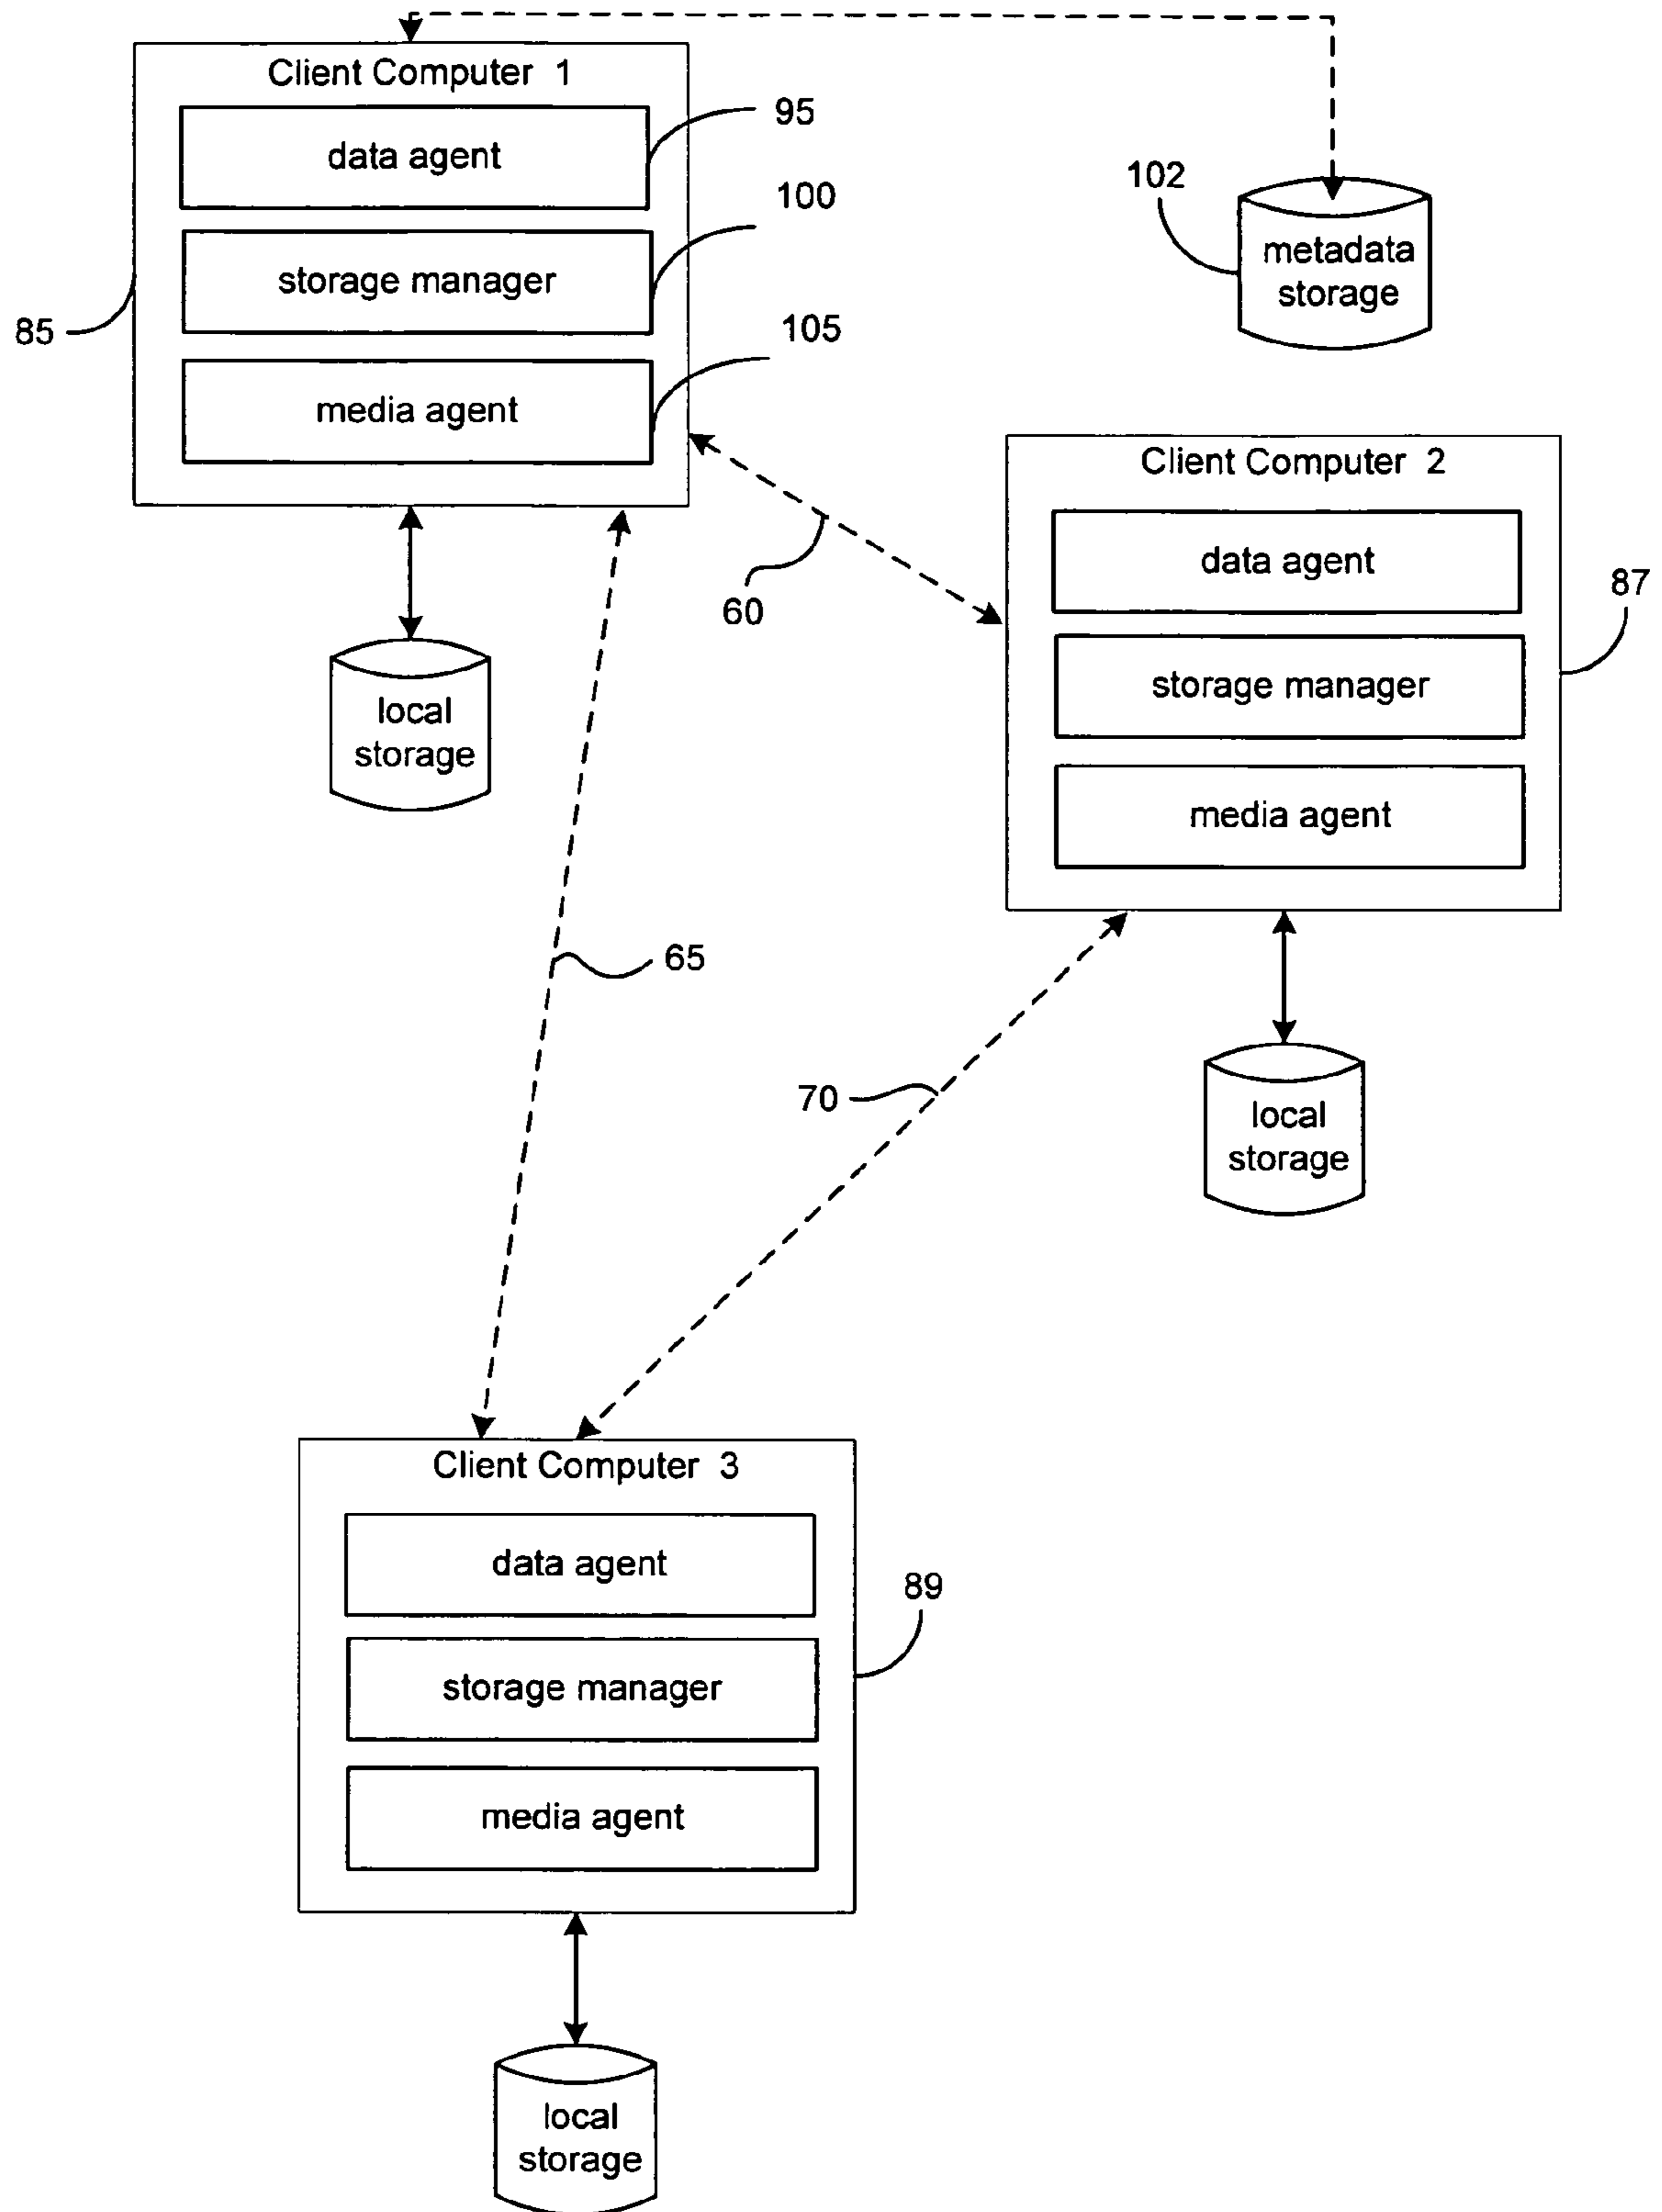 Client Computer 1
data agent
95
100
storage manager
105
media agent
85
102
metadata
storage
Client Computer 2
data agent
87
storage manager
media agent
60
local
storage
65
70
local
storage
Client Computer 3
data agent
89
storage manager
media agent
local
storage